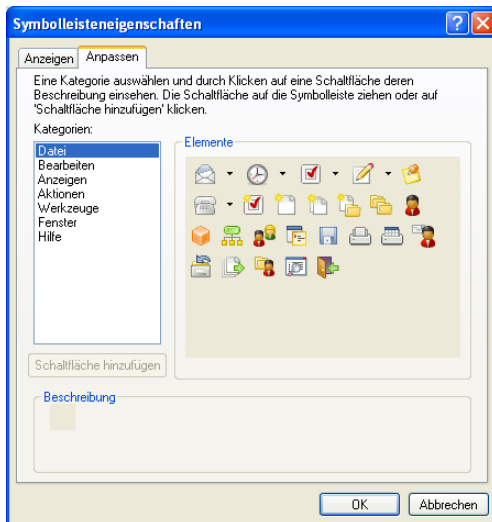 Symbolleisteneigenschaften
Anzeigen Anpassen
Eine Kategorie auswählen und durch Klicken auf eine Schaltfläche deren
Beschreibung einsehen. Die Schaltfläche auf die Symbolleiste ziehen oder auf
'Schaltfläche hinzufügen' klicken.
Kategorien:
Datei
Bearbeiten
Anzeigen
Aktionen
Werkzeuge
Fenster
Hilfe
Elemente
Schaltfläche hinzufügen
Beschreibung
OK Abbrechen